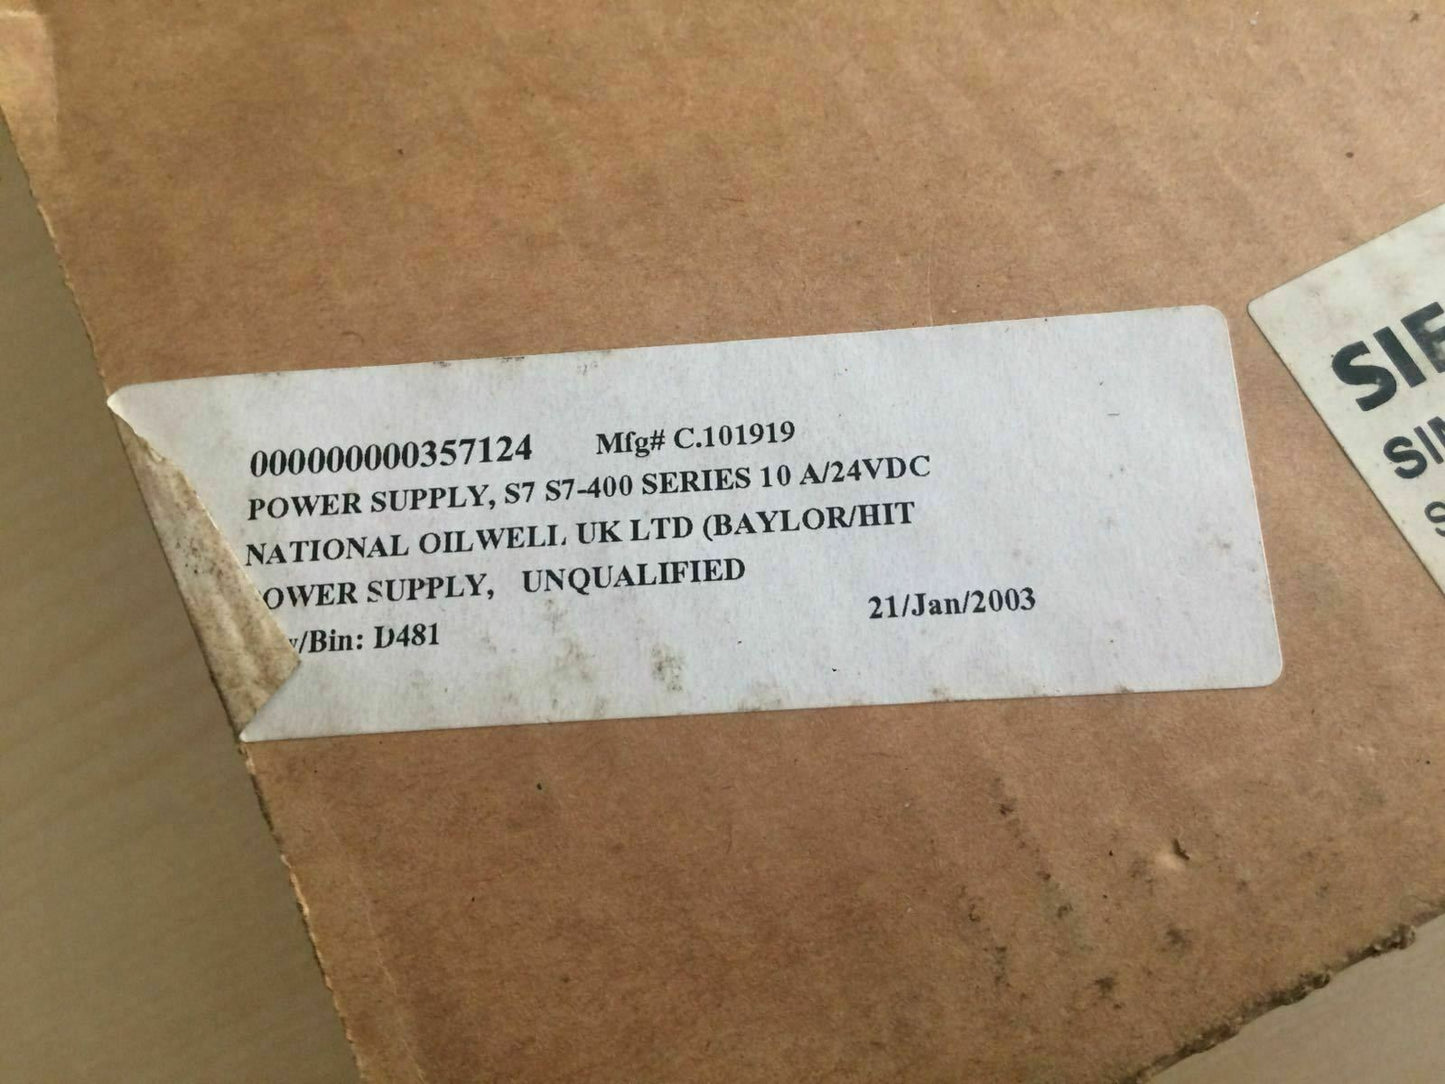 000000000357124 Mfg# C.101919
POWER SUPPLY, S7 S7-400 SERIES 10 A/24VDC
NATIONAL OILWELL UK LTD (BAYLOR/HIT
OWER SUPPLY, UNQUALIFIED
/Bin: D481 21/Jan/2003
SIE
SIM
S